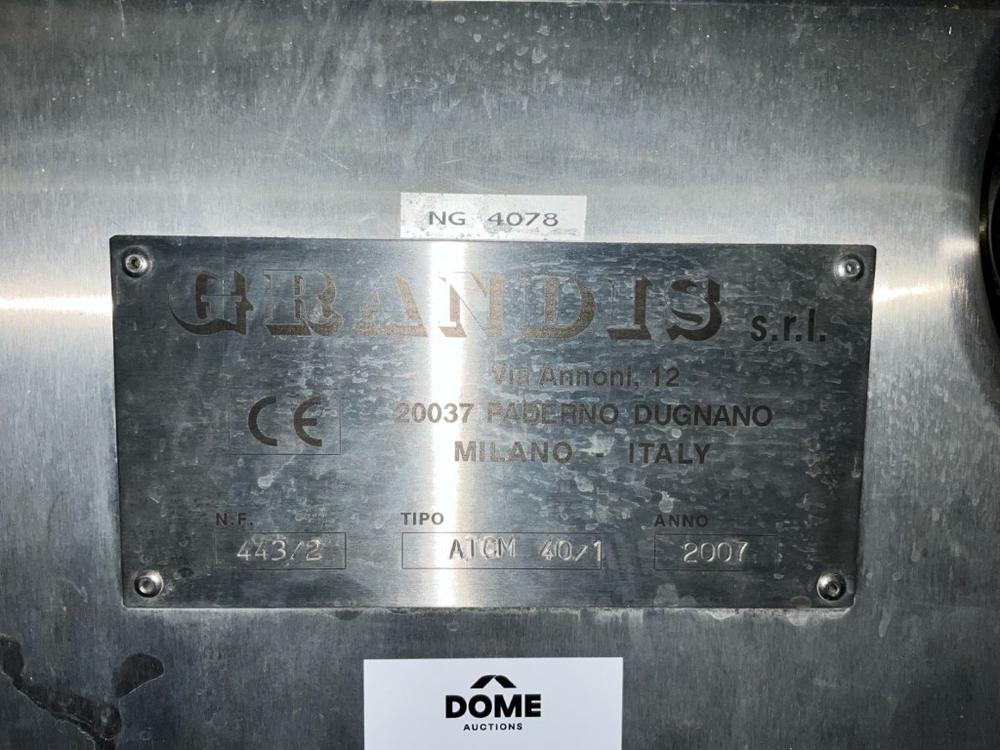 NG 4078
GRANDIS s.r.l.
Via Annoni, 12
20037 PADERNO DUGNANO
MILANO - ITALY
CE
N.F. TIPO ANNO
443/2 ATCM 40/1 2007
DOME
AUCTIONS